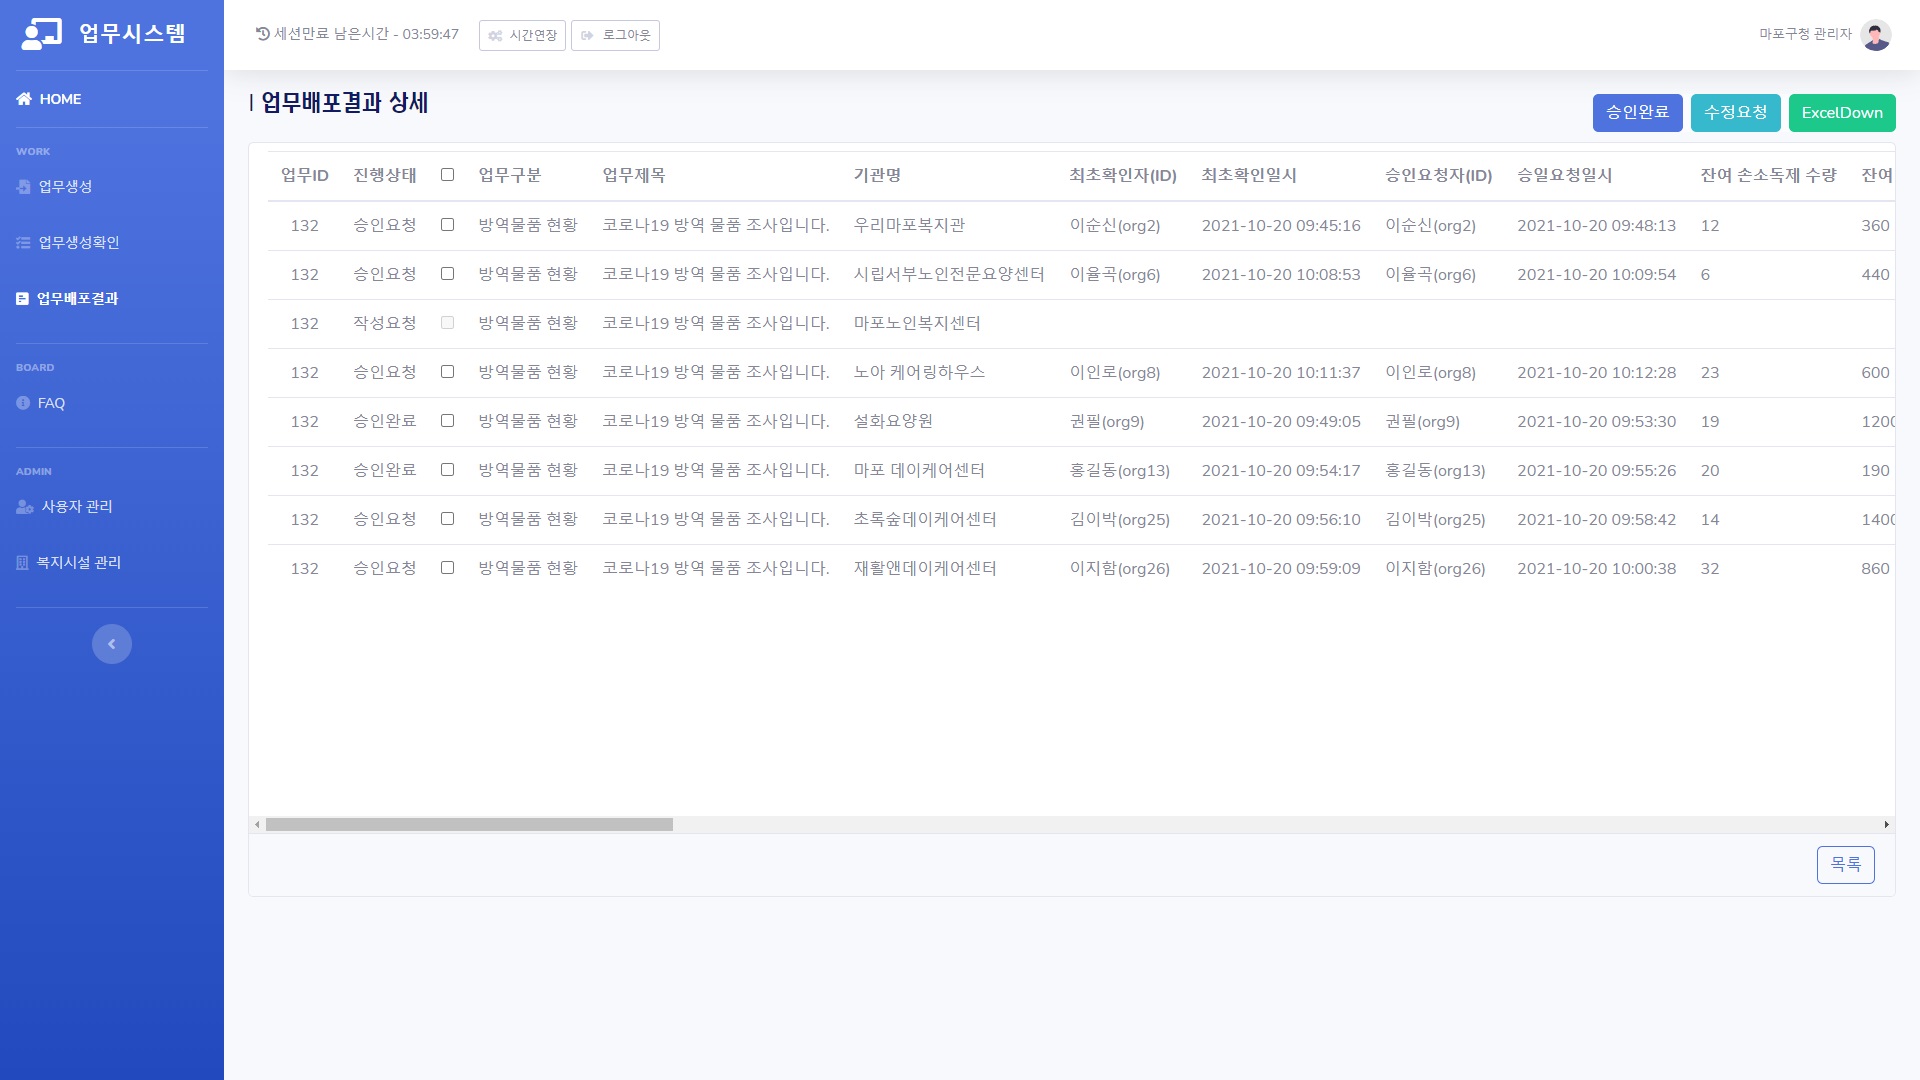 업무시스템
세션만료 남은시간 - 03:59:47 시간연장 로그아웃 마포구청 관리자
HOME
WORK
업무생성
업무생성확인
업무배포결과
BOARD
FAQ
ADMIN
사용자 관리
복지시설 관리
| 업무배포결과 상세
승인완료 수정요청 ExcelDown
업무ID 진행상태 업무구분 업무제목 기관명 최초확인자(ID) 최초확인일시 승인요청자(ID) 승일요청일시 잔여 손소독제 수량 잔여
132 승인요청 방역물품 현황 코로나19 방역 물품 조사입니다. 우리마포복지관 이순신(org2) 2021-10-20 09:45:16 이순신(org2) 2021-10-20 09:48:13 12 360
132 승인요청 방역물품 현황 코로나19 방역 물품 조사입니다. 시립서부노인전문요양센터 이율곡(org6) 2021-10-20 10:08:53 이율곡(org6) 2021-10-20 10:09:54 6 440
132 작성요청 방역물품 현황 코로나19 방역 물품 조사입니다. 마포노인복지센터
132 승인요청 방역물품 현황 코로나19 방역 물품 조사입니다. 노아 케어링하우스 이인로(org8) 2021-10-20 10:11:37 이인로(org8) 2021-10-20 10:12:28 23 600
132 승인완료 방역물품 현황 코로나19 방역 물품 조사입니다. 설화요양원 권필(org9) 2021-10-20 09:49:05 권필(org9) 2021-10-20 09:53:30 19 1200
132 승인완료 방역물품 현황 코로나19 방역 물품 조사입니다. 마포 데이케어센터 홍길동(org13) 2021-10-20 09:54:17 홍길동(org13) 2021-10-20 09:55:26 20 190
132 승인요청 방역물품 현황 코로나19 방역 물품 조사입니다. 초록숲데이케어센터 김이박(org25) 2021-10-20 09:56:10 김이박(org25) 2021-10-20 09:58:42 14 1400
132 승인요청 방역물품 현황 코로나19 방역 물품 조사입니다. 재활앤데이케어센터 이지함(org26) 2021-10-20 09:59:09 이지함(org26) 2021-10-20 10:00:38 32 860
목록